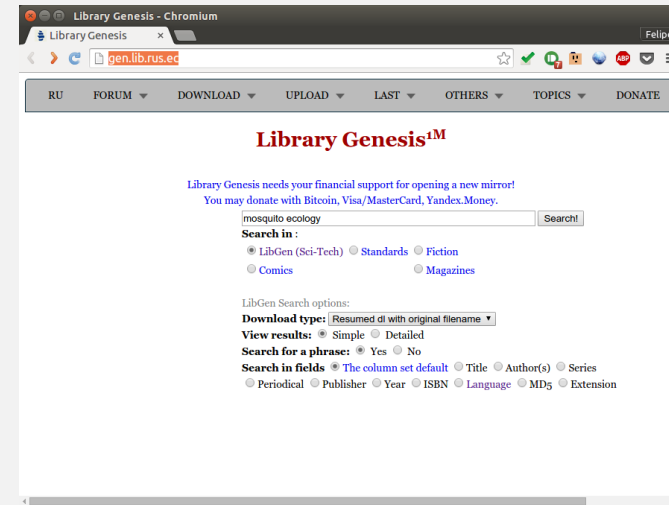 Library Genesis - Chromium
Library Genesis ×
Felipe
gen.lib.rus.ec
ABP
7
RU FORUM DOWNLOAD UPLOAD LAST OTHERS TOPICS DONATE
Library Genesis1M
Library Genesis needs your financial support for opening a new mirror!
You may donate with Bitcoin, Visa/MasterCard, Yandex.Money.
mosquito ecology Search!
Search in :
LibGen (Sci-Tech) Standards Fiction
Comics Magazines
LibGen Search options:
Download type: Resumed dl with original filename
View results: Simple Detailed
Search for a phrase: Yes No
Search in fields The column set default Title Author(s) Series
Periodical Publisher Year ISBN Language MD5 Extension